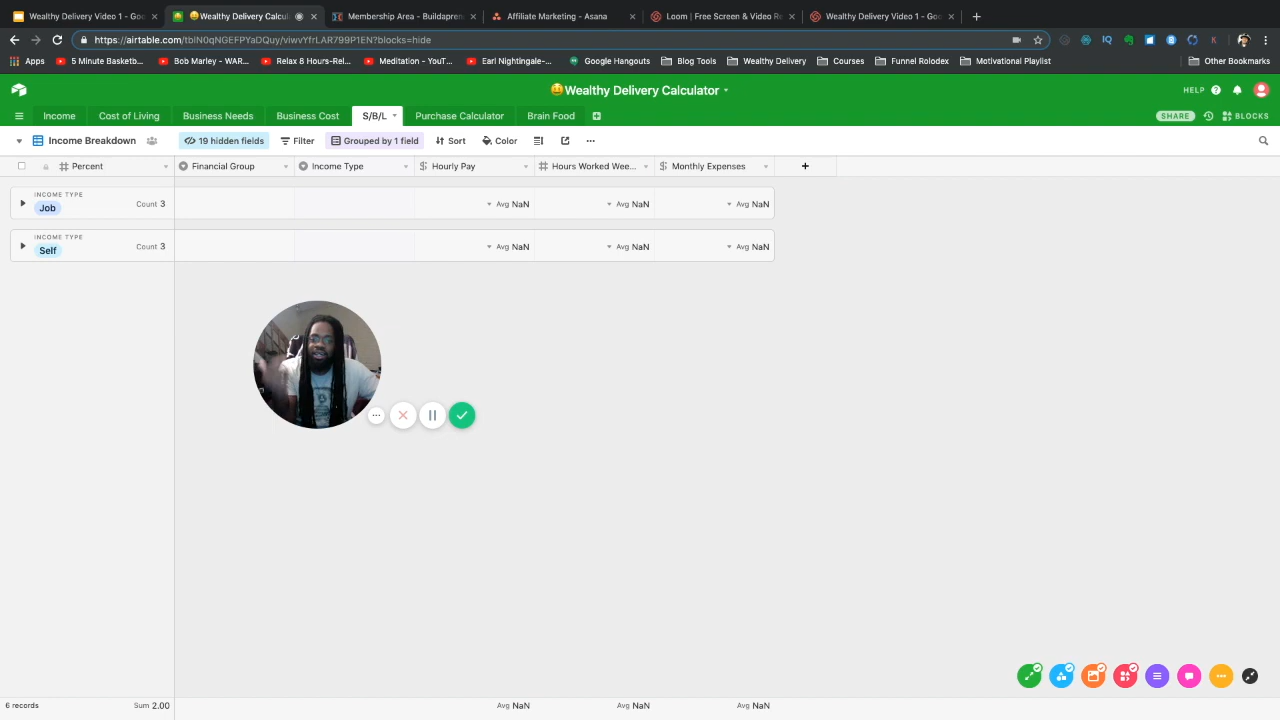 Wealthy Delivery Video 1 - Goo
Wealthy Delivery Calcul
Membership Area - Buildapren
Affiliate Marketing - Asana
Loom | Free Screen & Video Re
Wealthy Delivery Video 1 - Goo
https://airtable.com/tblN0qNGEFPYaDQuy/viwvYfrLAR799P1EN?blocks=hide
Apps
5 Minute Basketb...
Bob Marley - WAR...
Relax 8 Hours-Rel...
Meditation - YouT...
Earl Nightingale-...
Google Hangouts
Blog Tools
Wealthy Delivery
Courses
Funnel Rolodex
Motivational Playlist
Other Bookmarks
Wealthy Delivery Calculator
HELP
Income
Cost of Living
Business Needs
Business Cost
S/B/L
Purchase Calculator
Brain Food
SHARE
BLOCKS
Income Breakdown
19 hidden fields
Filter
Grouped by 1 field
Sort
Color
Percent
Financial Group
Income Type
Hourly Pay
Hours Worked Wee...
Monthly Expenses
INCOME TYPE
Job
Count 3
Avg NaN
Avg NaN
Avg NaN
INCOME TYPE
Self
Count 3
Avg NaN
Avg NaN
Avg NaN
6 records
Sum 2.00
Avg NaN
Avg NaN
Avg NaN